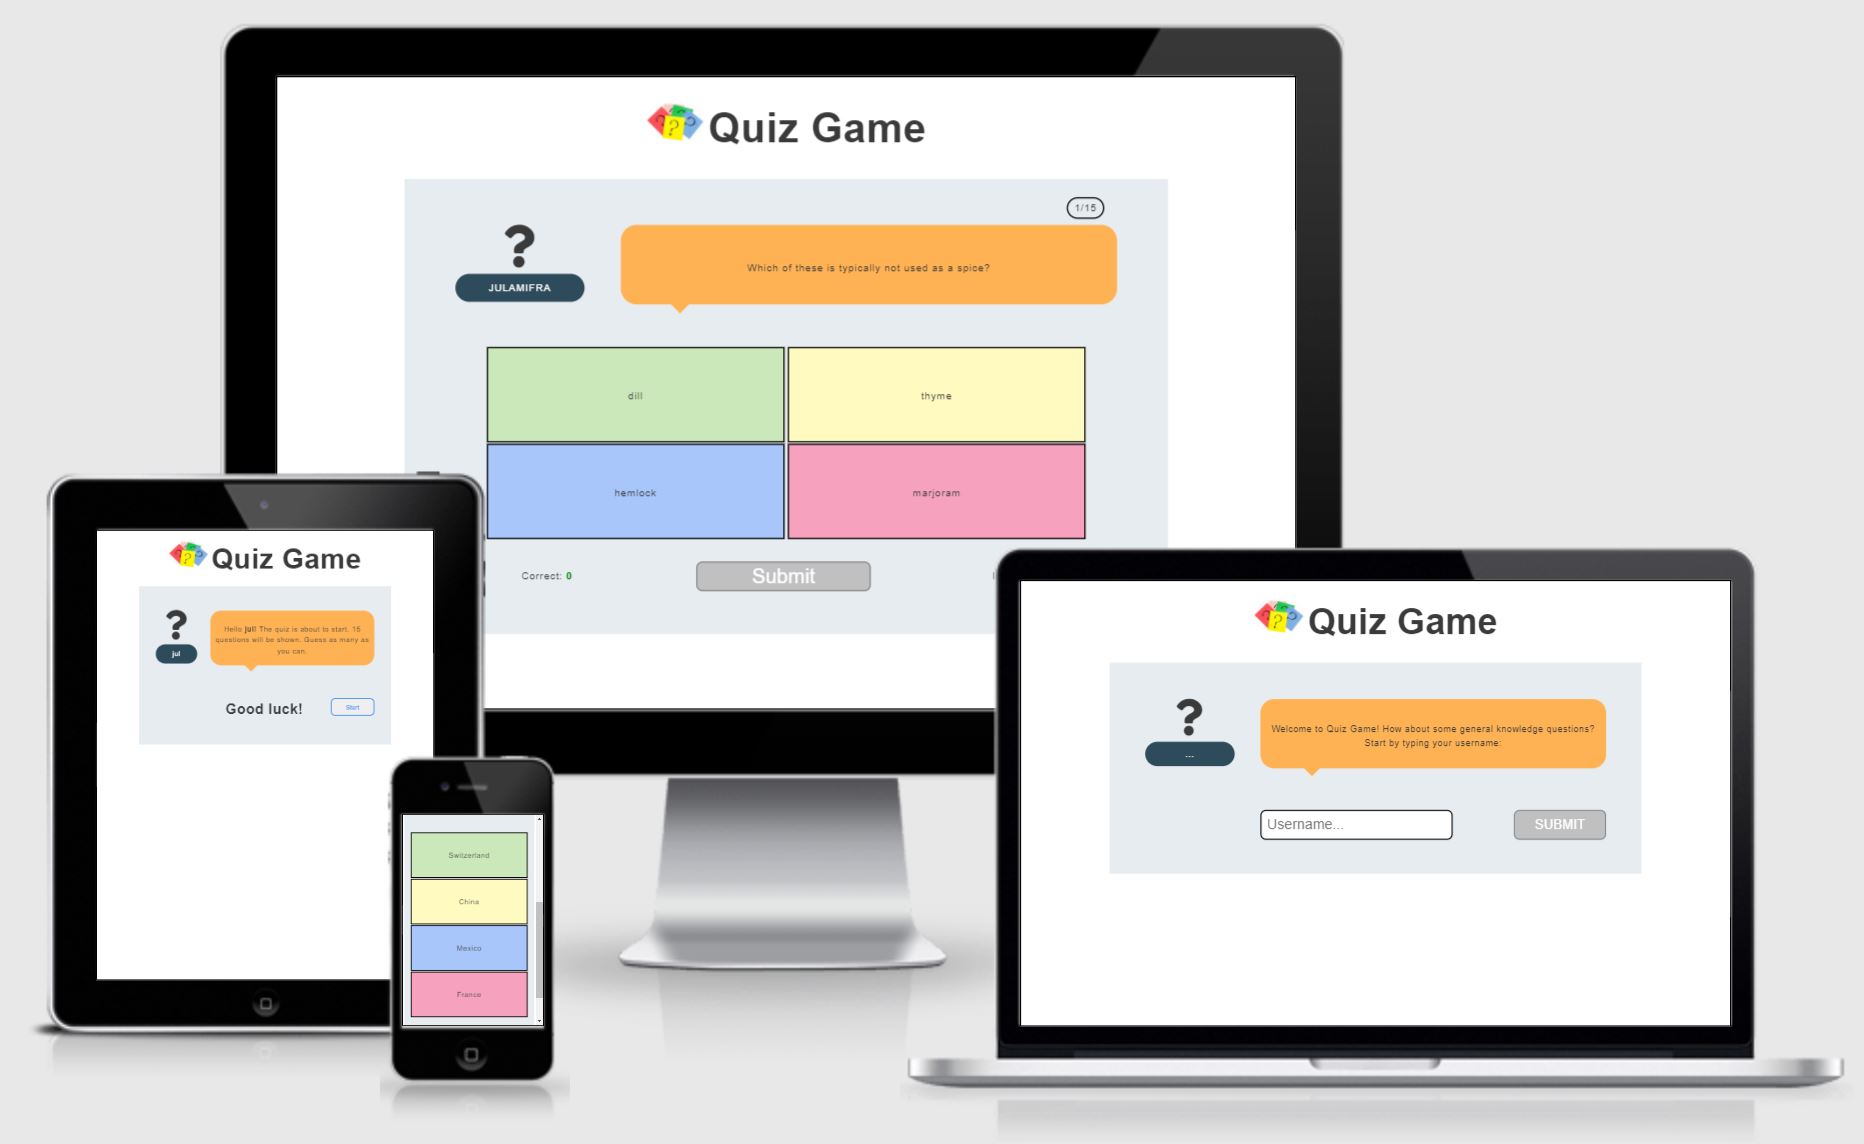 Quiz Game
1/15
?
JULAMIFRA
Which of these is typically not used as a spice?
dill
thyme
hemlock
marjoram
Correct: 0
Submit
Quiz Game
?
jul
Hello jul! The quiz is about to start. 15
questions will be shown. Guess as many as
you can.
Good luck!
Start
Switzerland
China
Mexico
France
Quiz Game
?
...
Welcome to Quiz Game! How about some general knowledge questions?
Start by typing your username:
Username...
SUBMIT